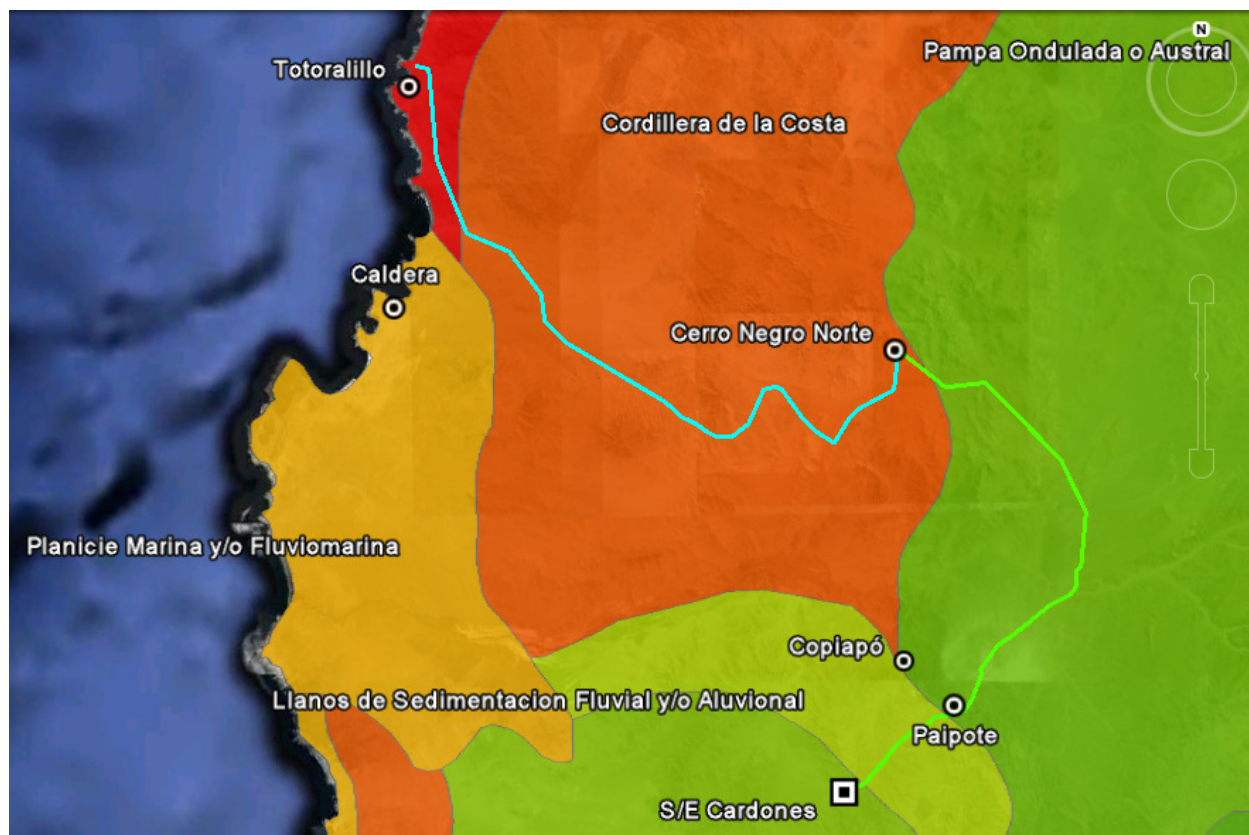 N
Pampa Ondulada o Austral
Totoralillo
Cordillera de la Costa
Caldera
Cerro Negro Norte
Planicie Marina y/o Fluviomarina
Copiapó
Llanos de Sedimentacion Fluvial y/o Aluvional
Paipote
S/E Cardones